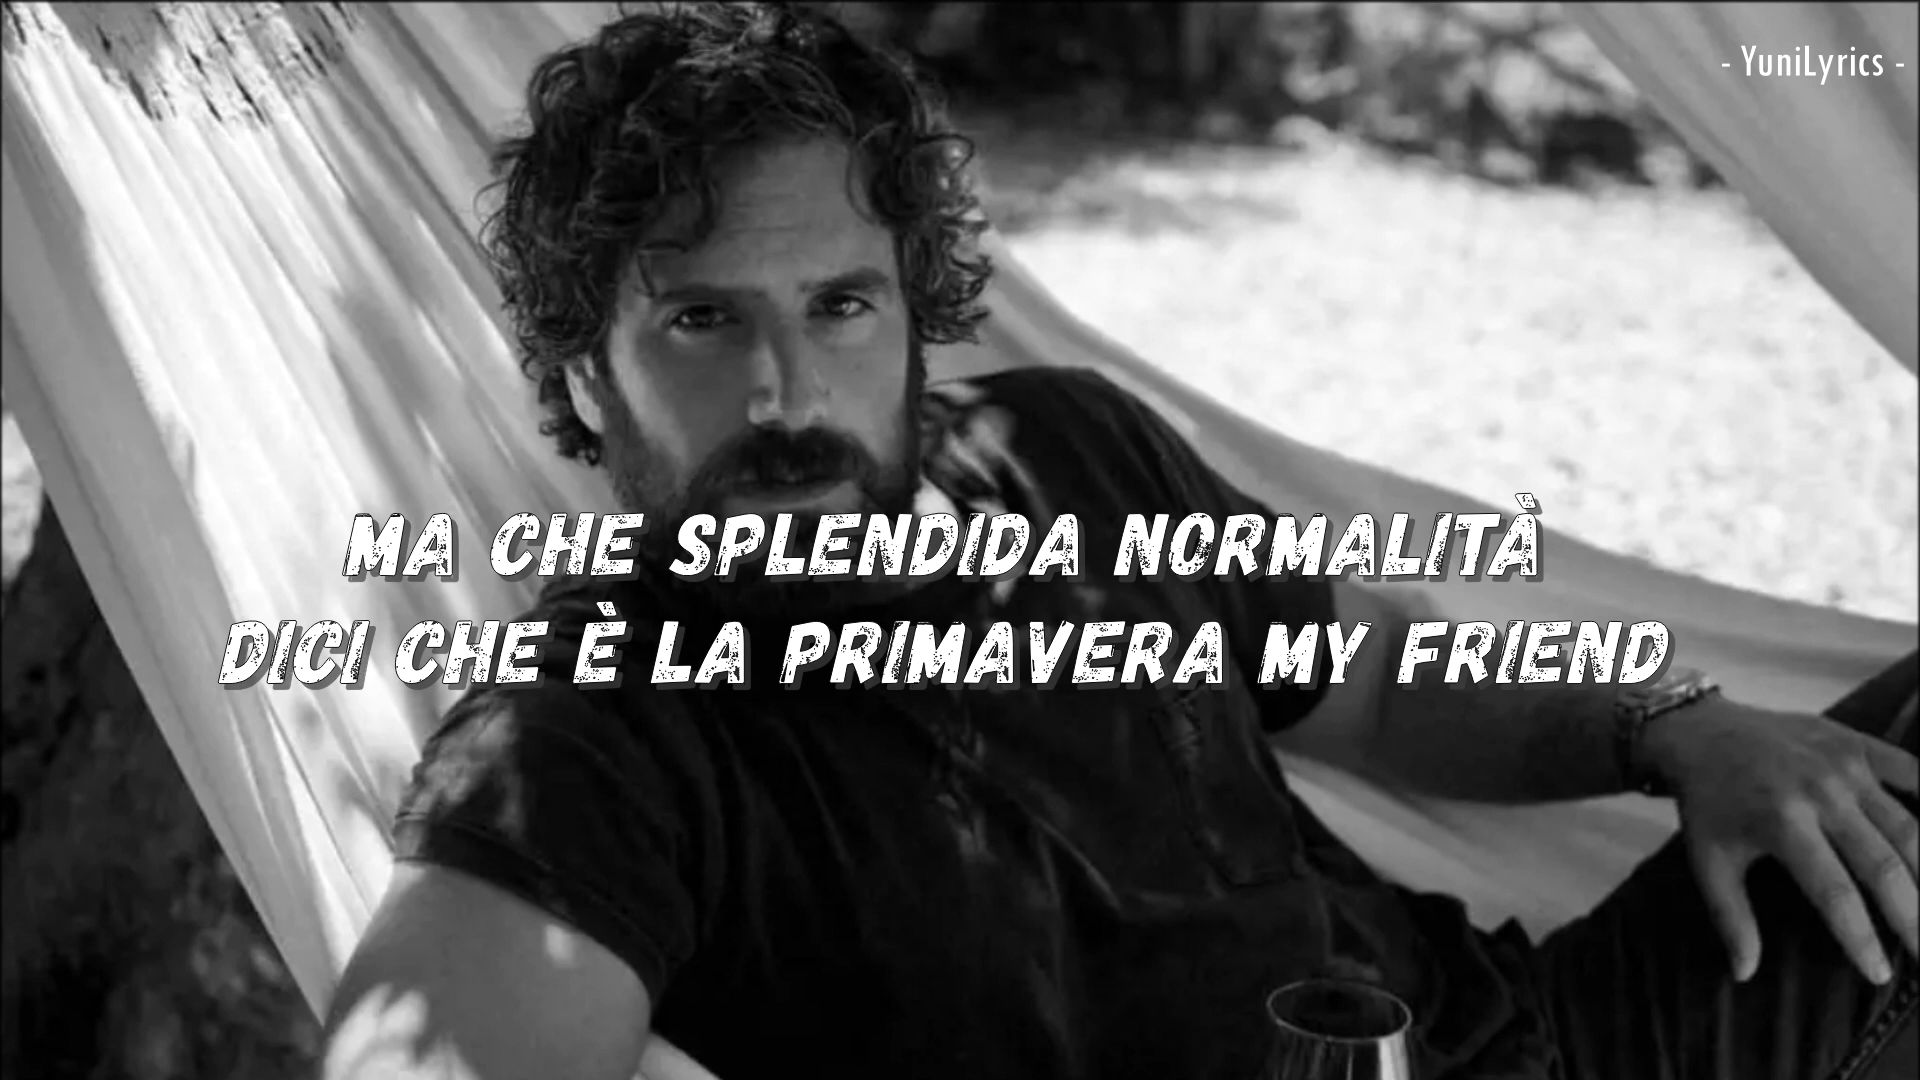 - YuniLyrics -
MA CHE SPLENDIDA NORMALITÀ
DICI CHE È LA PRIMAVERA MY FRIEND